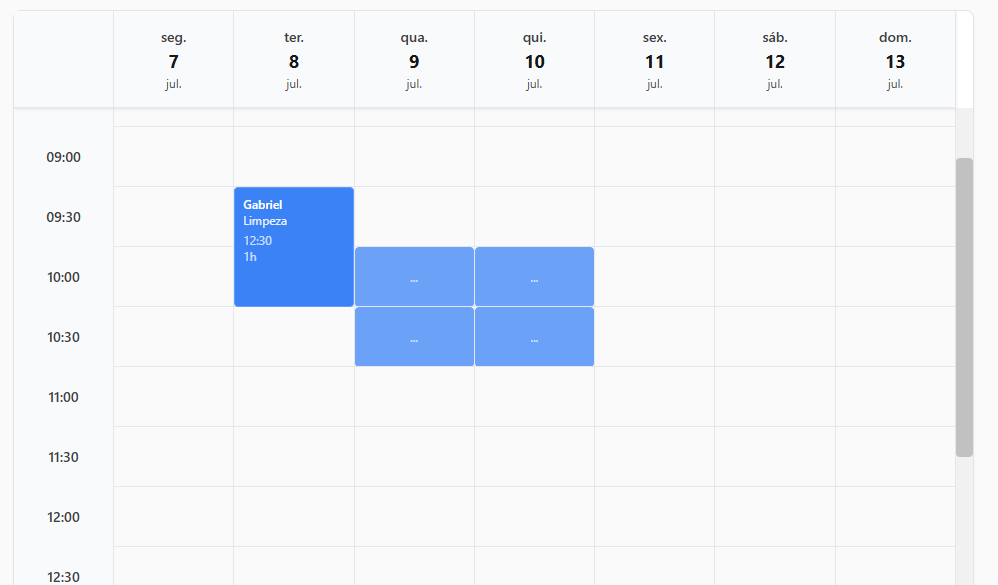 seg. ter. qua. qui. sex. sáb. dom.
7 8 9 10 11 12 13
jul. jul. jul. jul. jul. jul. jul.
09:00
Gabriel
09:30 Limpeza
12:30
1h
10:00 ... ...
10:30 ... ...
11:00
11:30
12:00
12:30